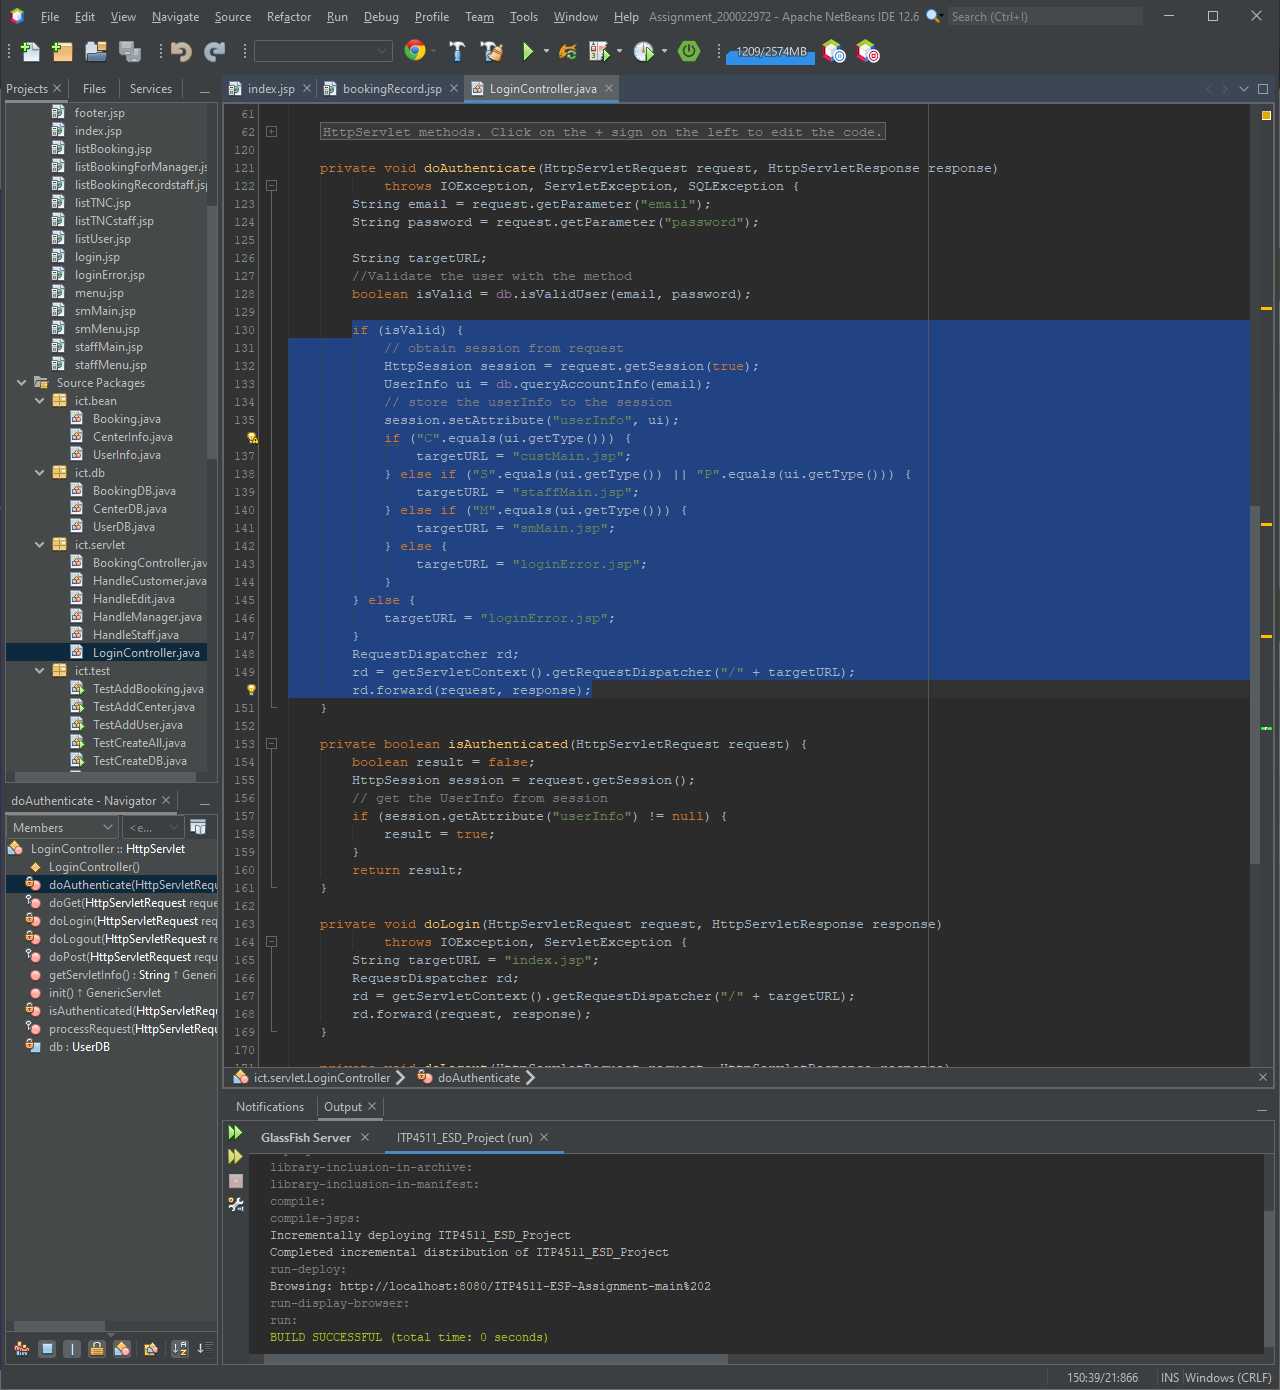 File Edit View Navigate Source Refactor Run Debug Profile Team Tools Window Help Assignment_200022972 - Apache NetBeans IDE 12.6 Search (Ctrl+I)
1209/2574MB
Projects Files Services
index.jsp bookingRecord.jsp LoginController.java
footer.jsp
index.jsp
listBooking.jsp
listBookingForManager.js
listBookingRecordstaff.jsp
listTNC.jsp
listTNCstaff.jsp
listUser.jsp
login.jsp
loginError.jsp
menu.jsp
smMain.jsp
smMenu.jsp
staffMain.jsp
staffMenu.jsp
Source Packages
ict.bean
Booking.java
CenterInfo.java
UserInfo.java
ict.db
BookingDB.java
CenterDB.java
UserDB.java
ict.servlet
BookingController.jav
HandleCustomer.java
HandleEdit.java
HandleManager.java
HandleStaff.java
LoginController.java
ict.test
TestAddBooking.java
TestAddCenter.java
TestAddUser.java
TestCreateAll.java
TestCreateDB.java
61
62 HttpServlet methods. Click on the + sign on the left to edit the code.
120
121 private void doAuthenticate(HttpServletRequest request, HttpServletResponse response)
122 throws IOException, ServletException, SQLException {
123 String email = request.getParameter("email");
124 String password = request.getParameter("password");
125
126 String targetURL;
127 //Validate the user with the method
128 boolean isValid = db.isValidUser(email, password);
129
130 if (isValid) {
131 // obtain session from request
132 HttpSession session = request.getSession(true);
133 UserInfo ui = db.queryAccountInfo(email);
134 // store the userInfo to the session
135 session.setAttribute("userInfo", ui);
if ("C".equals(ui.getType())) {
137 targetURL = "custMain.jsp";
138 } else if ("S".equals(ui.getType()) || "P".equals(ui.getType())) {
139 targetURL = "staffMain.jsp";
140 } else if ("M".equals(ui.getType())) {
141 targetURL = "smMain.jsp";
142 } else {
143 targetURL = "loginError.jsp";
144 }
145 } else {
146 targetURL = "loginError.jsp";
147 }
148 RequestDispatcher rd;
149 rd = getServletContext().getRequestDispatcher("/" + targetURL);
rd.forward(request, response);
151 }
152
153 private boolean isAuthenticated(HttpServletRequest request) {
154 boolean result = false;
155 HttpSession session = request.getSession();
156 // get the UserInfo from session
157 if (session.getAttribute("userInfo") != null) {
158 result = true;
159 }
160 return result;
161 }
162
163 private void doLogin(HttpServletRequest request, HttpServletResponse response)
164 throws IOException, ServletException {
165 String targetURL = "index.jsp";
166 RequestDispatcher rd;
167 rd = getServletContext().getRequestDispatcher("/" + targetURL);
168 rd.forward(request, response);
169 }
170
171 private void doLogout(HttpServletRequest request, HttpServletResponse response)
ict.servlet.LoginController doAuthenticate
doAuthenticate - Navigator
Members <e...
LoginController :: HttpServlet
LoginController()
doAuthenticate(HttpServletRequ
doGet(HttpServletRequest reque
doLogin(HttpServletRequest req
doLogout(HttpServletRequest re
doPost(HttpServletRequest requ
getServletInfo() : String ↑ Generi
init() ↑ GenericServlet
isAuthenticated(HttpServletRequ
processRequest(HttpServletRequ
db : UserDB
Notifications Output
GlassFish Server ITP4511_ESD_Project (run)
library-inclusion-in-archive:
library-inclusion-in-manifest:
compile:
compile-jsps:
Incrementally deploying ITP4511_ESD_Project
Completed incremental distribution of ITP4511_ESD_Project
run-deploy:
Browsing: http://localhost:8080/ITP4511-ESP-Assignment-main%202
run-display-browser:
run:
BUILD SUCCESSFUL (total time: 0 seconds)
150:39/21:866 INS Windows (CRLF)